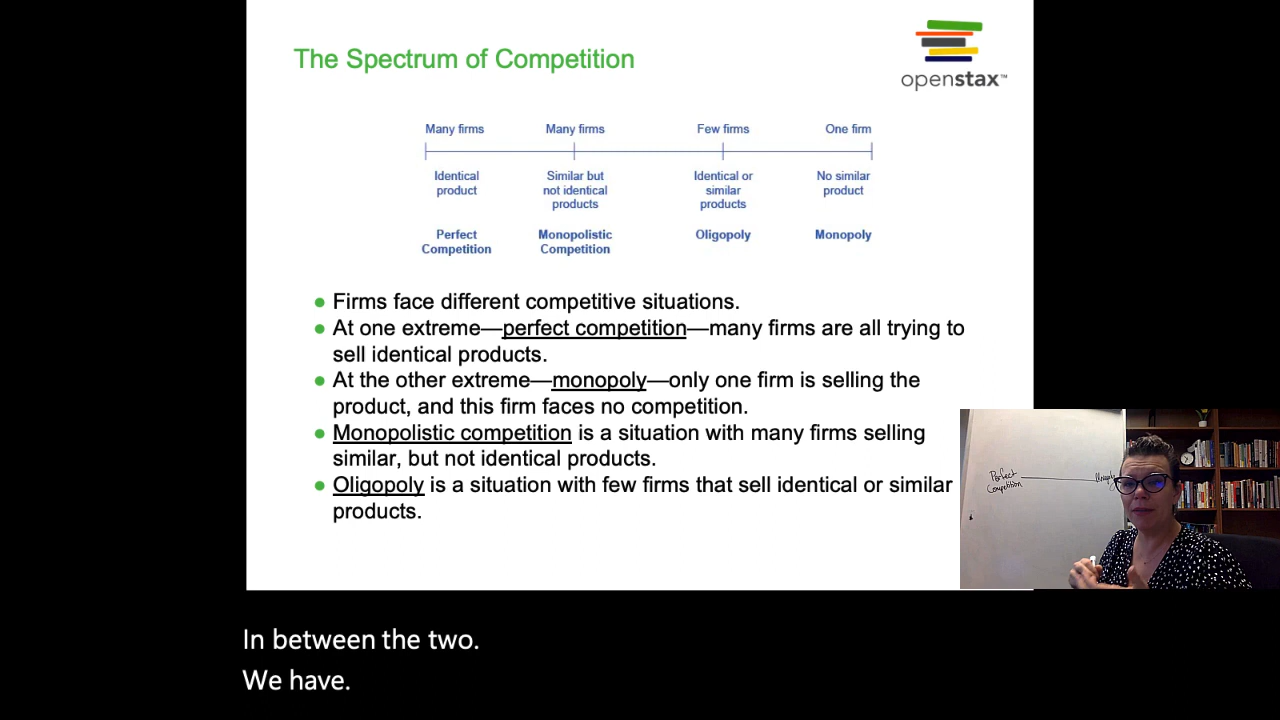 The Spectrum of Competition
openstax™
Many firms
Many firms
Few firms
One firm
Identical
product
Similar but
not identical
products
Identical or
similar
products
No similar
product
Perfect
Competition
Monopolistic
Competition
Oligopoly
Monopoly
● Firms face different competitive situations.
● At one extreme—perfect competition—many firms are all trying to
sell identical products.
● At the other extreme—monopoly—only one firm is selling the
product, and this firm faces no competition.
● Monopolistic competition is a situation with many firms selling
similar, but not identical products.
● Oligopoly is a situation with few firms that sell identical or similar
products.
Perfect
Competition
In between the two.
We have.